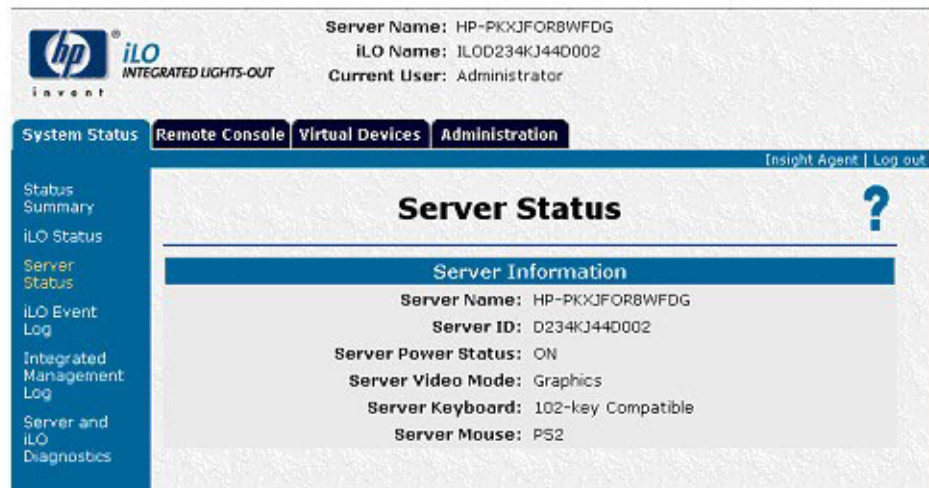 Server Name: HP-PKXJFOR8WFDG
hp iLO
iLO Name: ILOD234KJ44D002
INTEGRATED LIGHTS-OUT
Current User: Administrator
invent
System Status Remote Console Virtual Devices Administration
Insight Agent | Log out
Status
Summary
iLO Status
Server
Status
iLO Event
Log
Integrated
Management
Log
Server and
iLO
Diagnostics
Server Status
?
Server Information
Server Name: HP-PKXJFOR8WFDG
Server ID: D234KJ44D002
Server Power Status: ON
Server Video Mode: Graphics
Server Keyboard: 102-key Compatible
Server Mouse: PS2